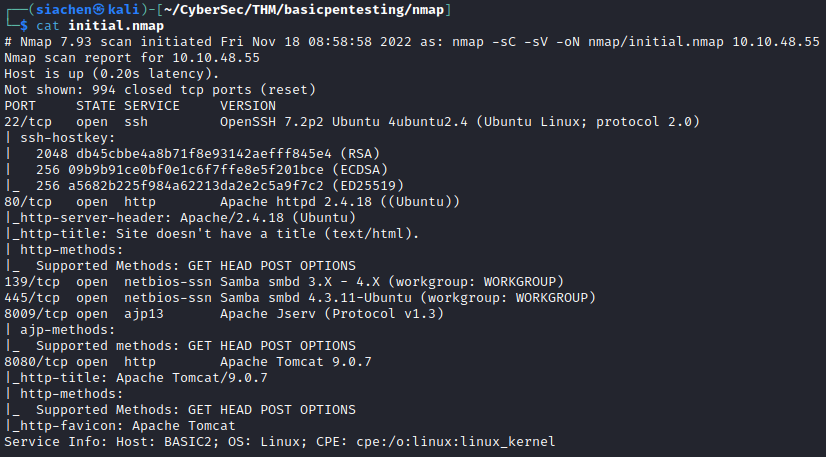 ┌──(siachen㉿kali)-[~/CyberSec/THM/basicpentesting/nmap]
└─$ cat initial.nmap
# Nmap 7.93 scan initiated Fri Nov 18 08:58:58 2022 as: nmap -sC -sV -oN nmap/initial.nmap 10.10.48.55
Nmap scan report for 10.10.48.55
Host is up (0.20s latency).
Not shown: 994 closed tcp ports (reset)
PORT     STATE SERVICE     VERSION
22/tcp   open  ssh         OpenSSH 7.2p2 Ubuntu 4ubuntu2.4 (Ubuntu Linux; protocol 2.0)
| ssh-hostkey:
|   2048 db45cbbe4a8b71f8e93142aefff845e4 (RSA)
|   256 09b9b91ce0bf0e1c6f7ffe8e5f201bce (ECDSA)
|_  256 a5682b225f984a62213da2e2c5a9f7c2 (ED25519)
80/tcp   open  http        Apache httpd 2.4.18 ((Ubuntu))
|_http-server-header: Apache/2.4.18 (Ubuntu)
|_http-title: Site doesn't have a title (text/html).
| http-methods:
|_  Supported Methods: GET HEAD POST OPTIONS
139/tcp  open  netbios-ssn Samba smbd 3.X - 4.X (workgroup: WORKGROUP)
445/tcp  open  netbios-ssn Samba smbd 4.3.11-Ubuntu (workgroup: WORKGROUP)
8009/tcp open  ajp13       Apache Jserv (Protocol v1.3)
| ajp-methods:
|_  Supported methods: GET HEAD POST OPTIONS
8080/tcp open  http        Apache Tomcat 9.0.7
|_http-title: Apache Tomcat/9.0.7
| http-methods:
|_  Supported Methods: GET HEAD POST OPTIONS
|_http-favicon: Apache Tomcat
Service Info: Host: BASIC2; OS: Linux; CPE: cpe:/o:linux:linux_kernel